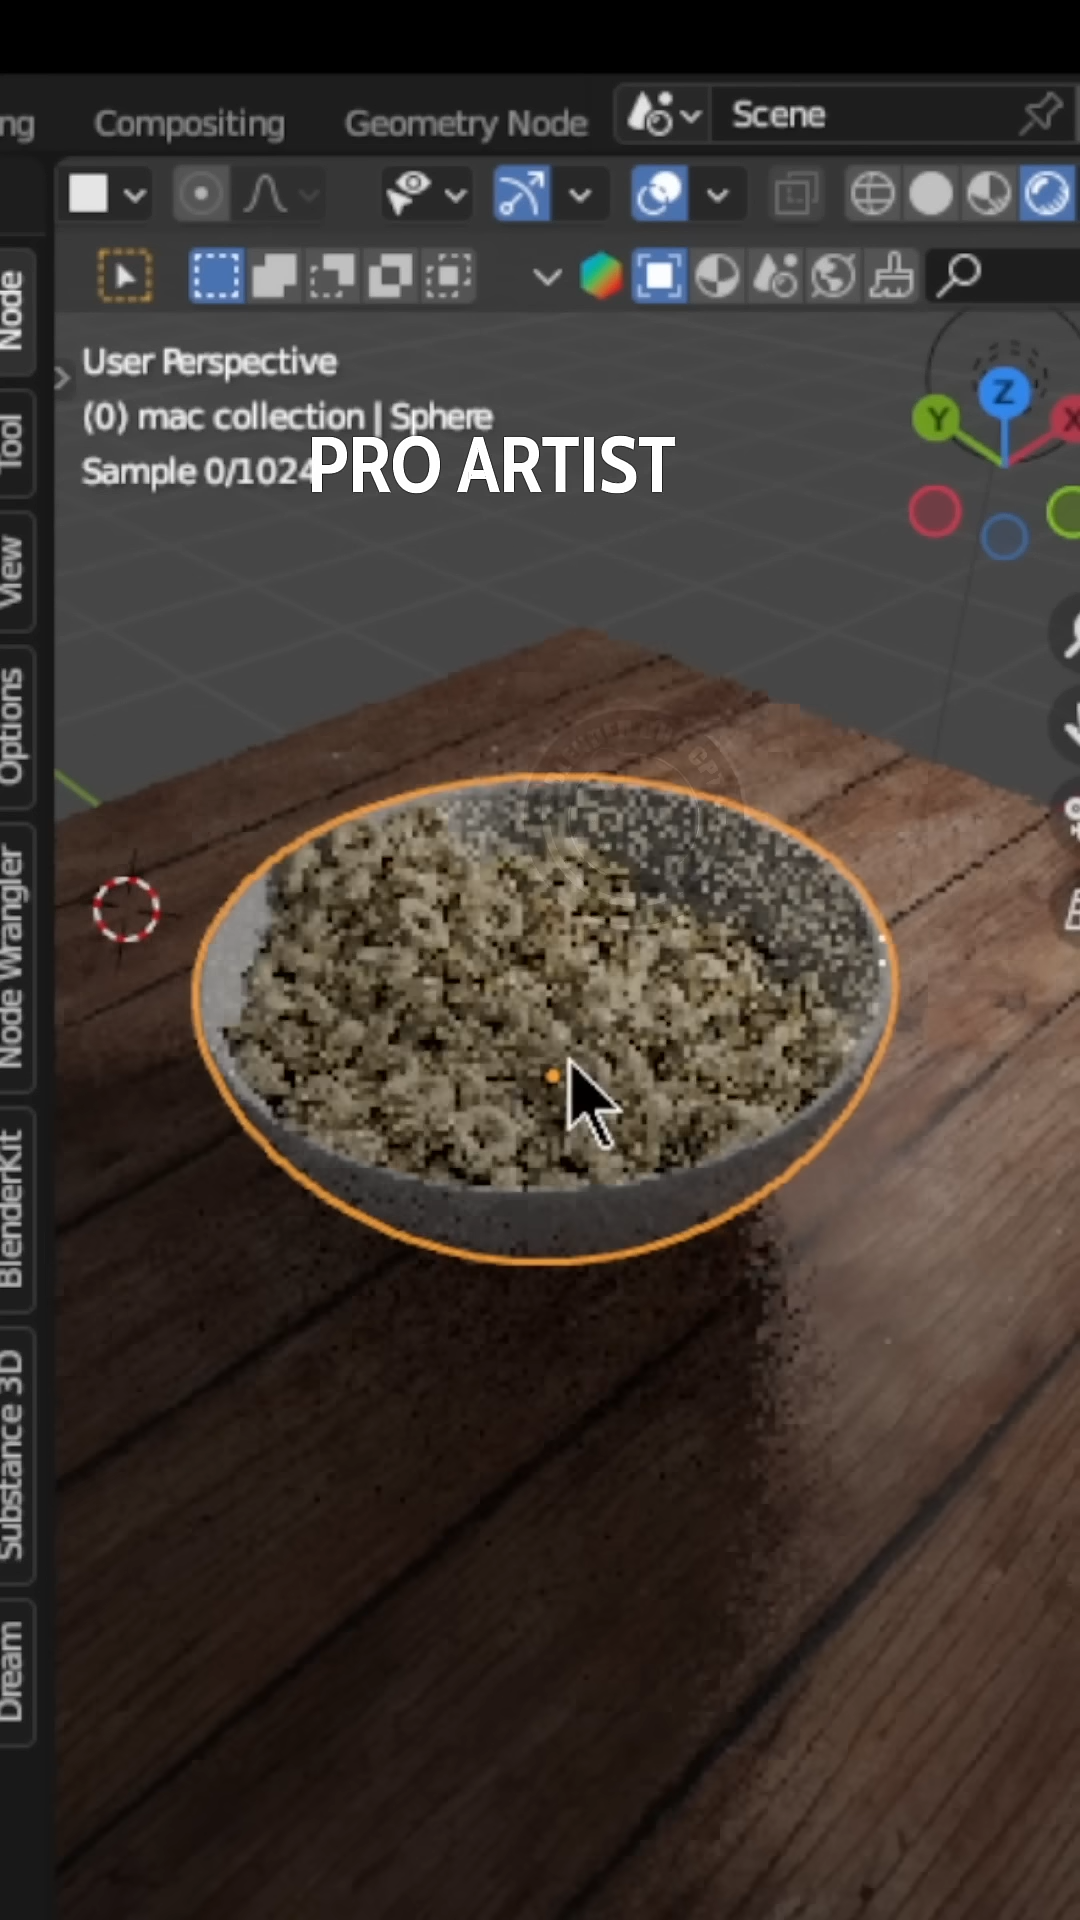 ng
Compositing
Geometry Node
Scene
User Perspective
(0) mac collection | Sphere
Sample 0/1024
PRO ARTIST
Z
Y
X
Node
Tool
View
Options
Node Wrangler
BlenderKit
Substance 3D
Dream